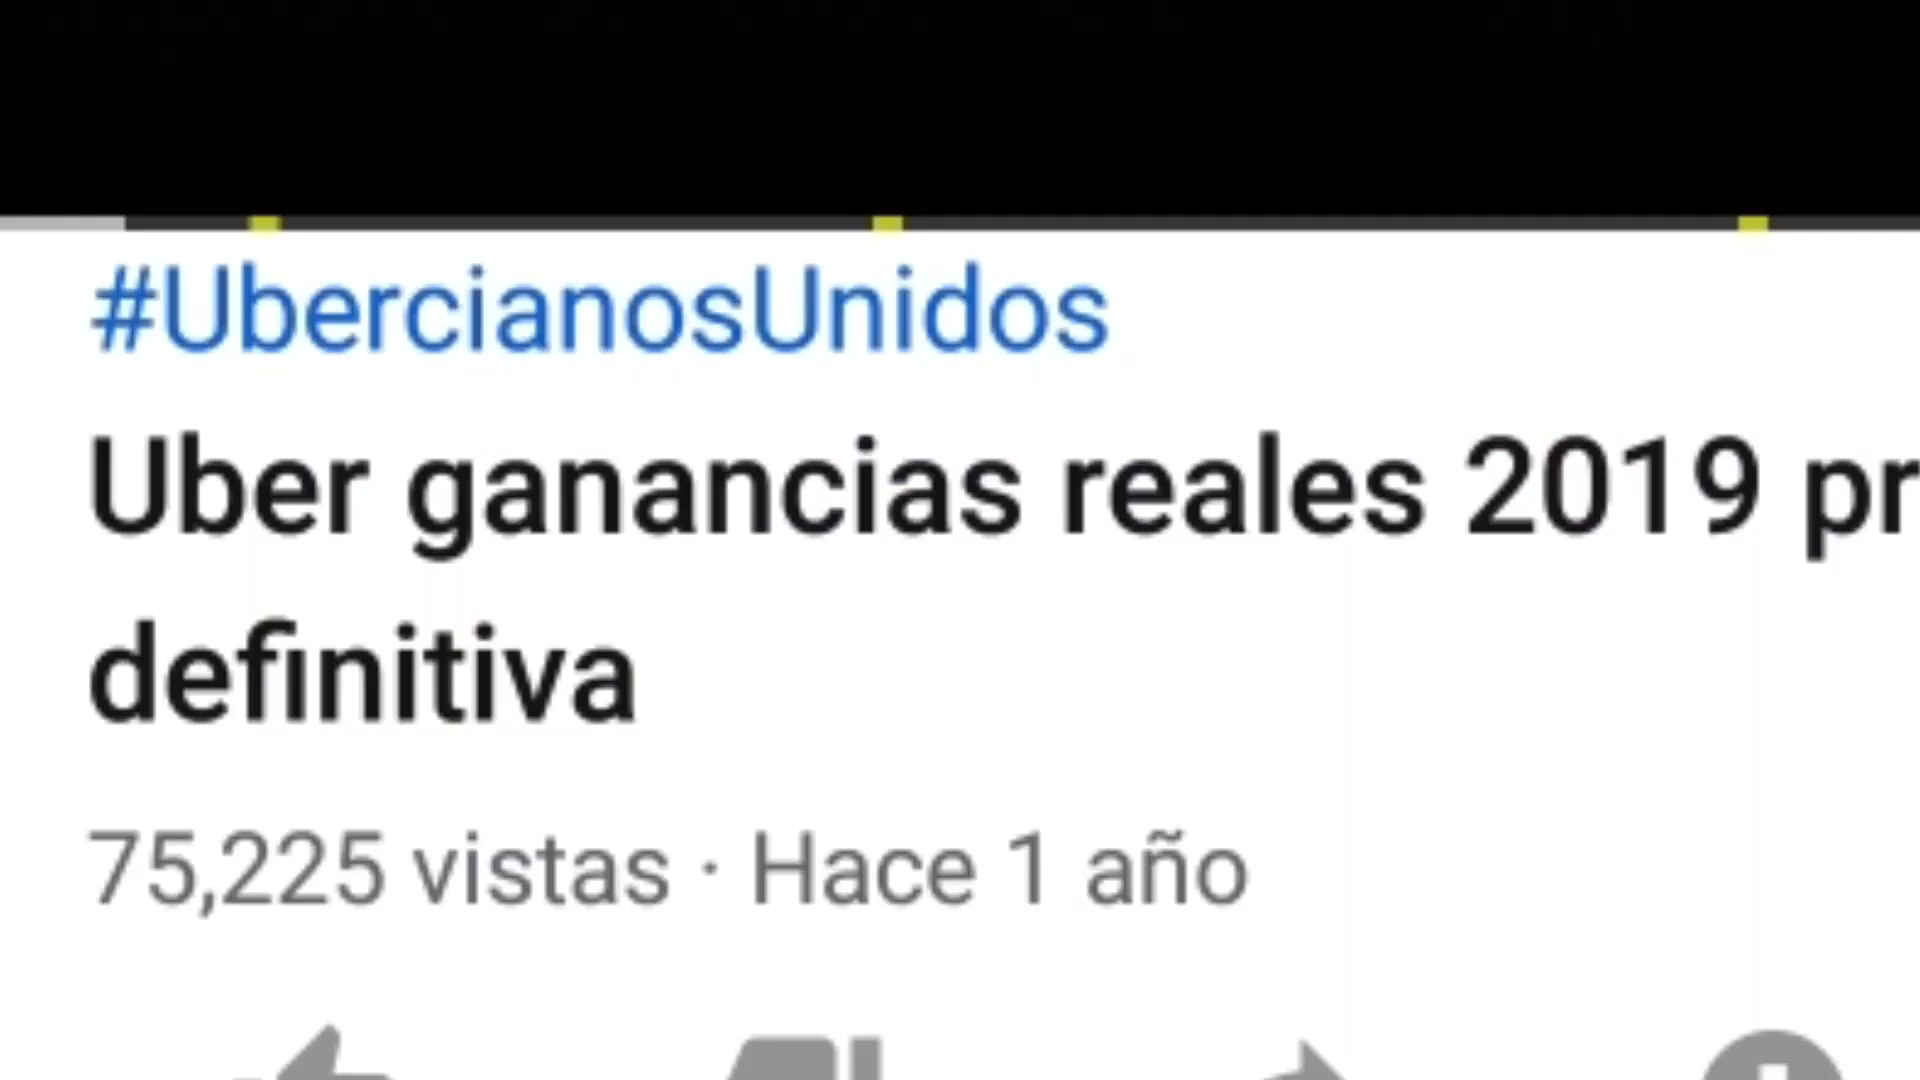 #UbercianosUnidos
Uber ganancias reales 2019
definitiva
75,225 vistas · Hace 1 año